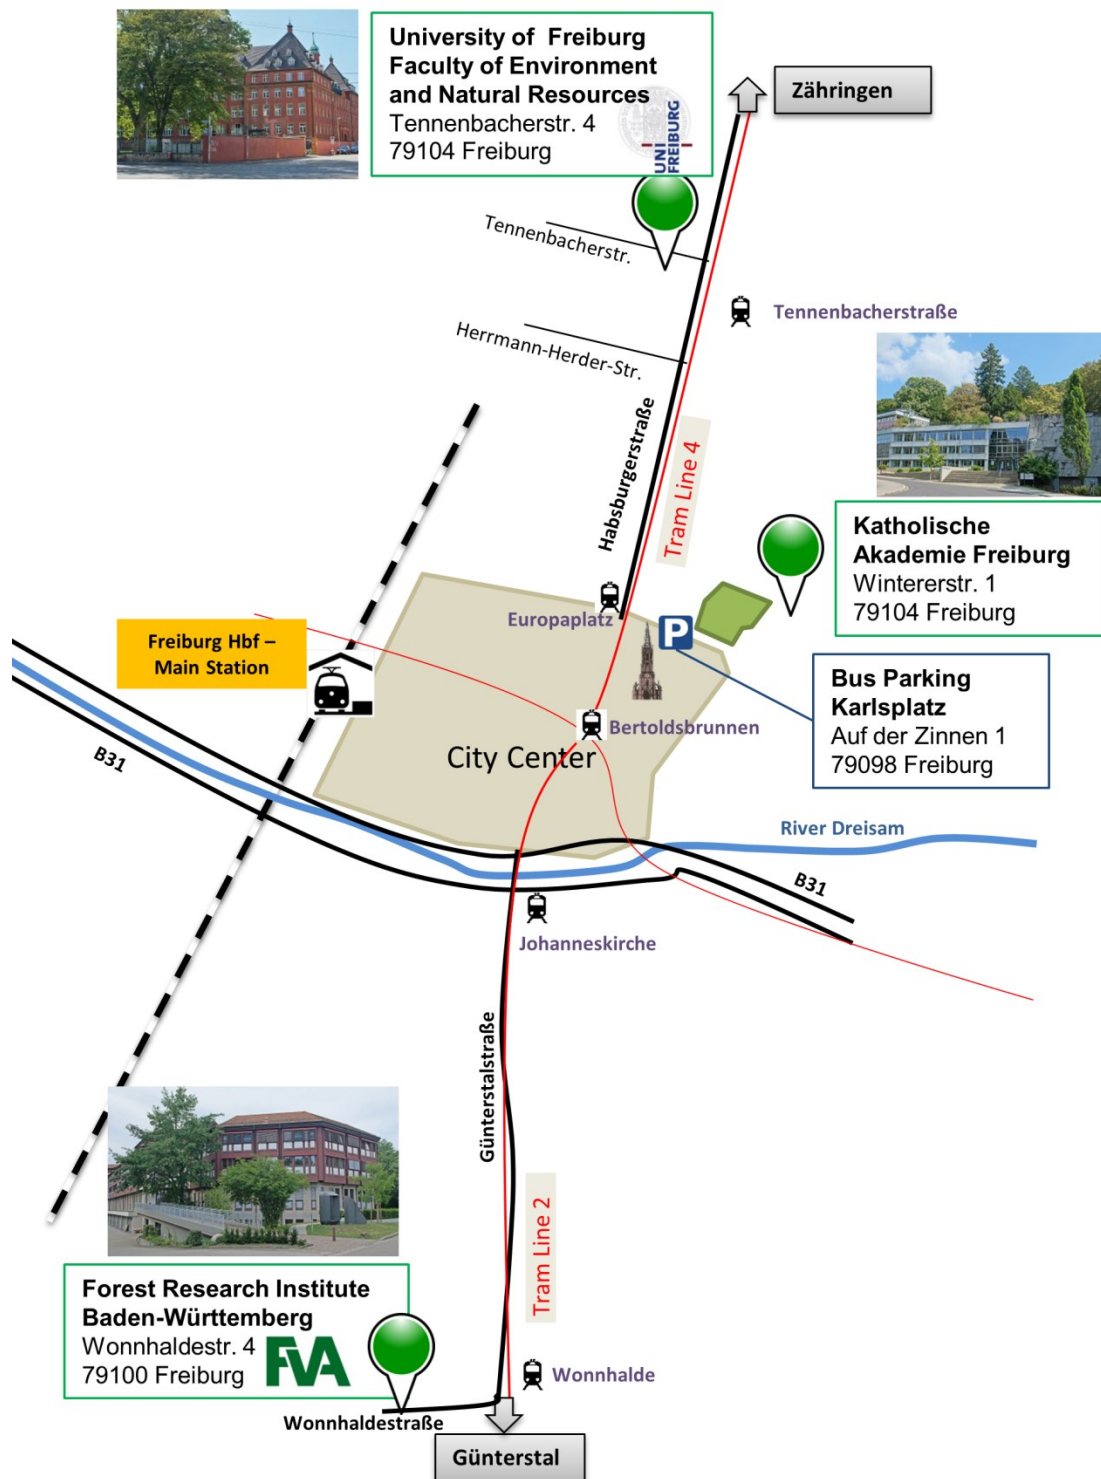 University of Freiburg
Faculty of Environment
and Natural Resources
Tennenbacherstr. 4
79104 Freiburg
UNI
FREIBURG
Zähringen
Tennenbacherstr.
Tennenbacherstraße
Herrmann-Herder-Str.
Habsburgerstraße
Tram Line 4
Katholische
Akademie Freiburg
Wintererstr. 1
79104 Freiburg
Europaplatz
P
Freiburg Hbf –
Main Station
Bus Parking
Karlsplatz
Auf der Zinnen 1
79098 Freiburg
Bertoldsbrunnen
City Center
B31
River Dreisam
B31
Johanneskirche
Günterstalstraße
Tram Line 2
Forest Research Institute
Baden-Württemberg
Wonnhaldestr. 4
79100 Freiburg
FVA
Wonnhalde
Wonnhaldestraße
Günterstal